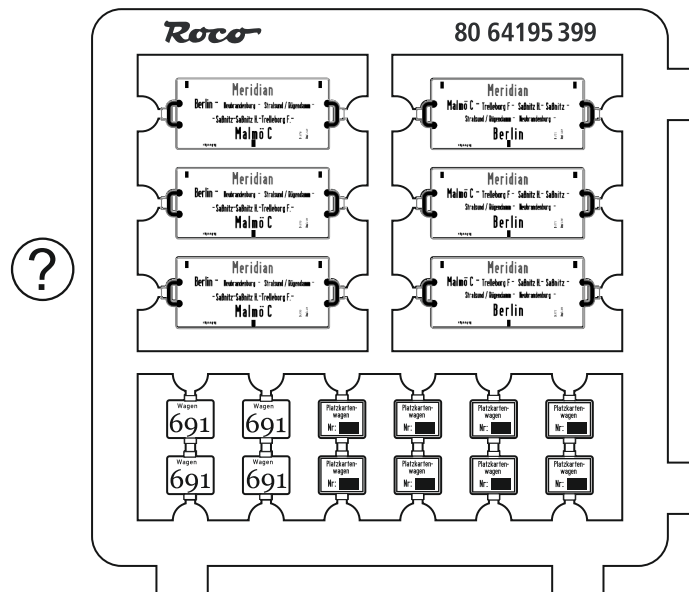 Roco
80 64195 399
Meridian
Berlin - Neubrandenburg - Stralsund / Rügendamm -
-Saßnitz-Saßnitz H.-Trelleborg F.-
Malmö C
Meridian
Malmö C - Trelleborg F - Saßnitz H.- Saßnitz -
Stralsund / Rügendamm - Neubrandenburg -
Berlin
Meridian
Berlin - Neubrandenburg - Stralsund / Rügendamm -
-Saßnitz-Saßnitz H.-Trelleborg F.-
Malmö C
Meridian
Malmö C - Trelleborg F - Saßnitz H.- Saßnitz -
Stralsund / Rügendamm - Neubrandenburg -
Berlin
?
Meridian
Berlin - Neubrandenburg - Stralsund / Rügendamm -
-Saßnitz-Saßnitz H.-Trelleborg F.-
Malmö C
Meridian
Malmö C - Trelleborg F - Saßnitz H.- Saßnitz -
Stralsund / Rügendamm - Neubrandenburg -
Berlin
Wagen
691
Wagen
691
Platzkarten-
wagen
Nr:
Platzkarten-
wagen
Nr:
Platzkarten-
wagen
Nr:
Platzkarten-
wagen
Nr:
Wagen
691
Wagen
691
Platzkarten-
wagen
Nr:
Platzkarten-
wagen
Nr:
Platzkarten-
wagen
Nr:
Platzkarten-
wagen
Nr: